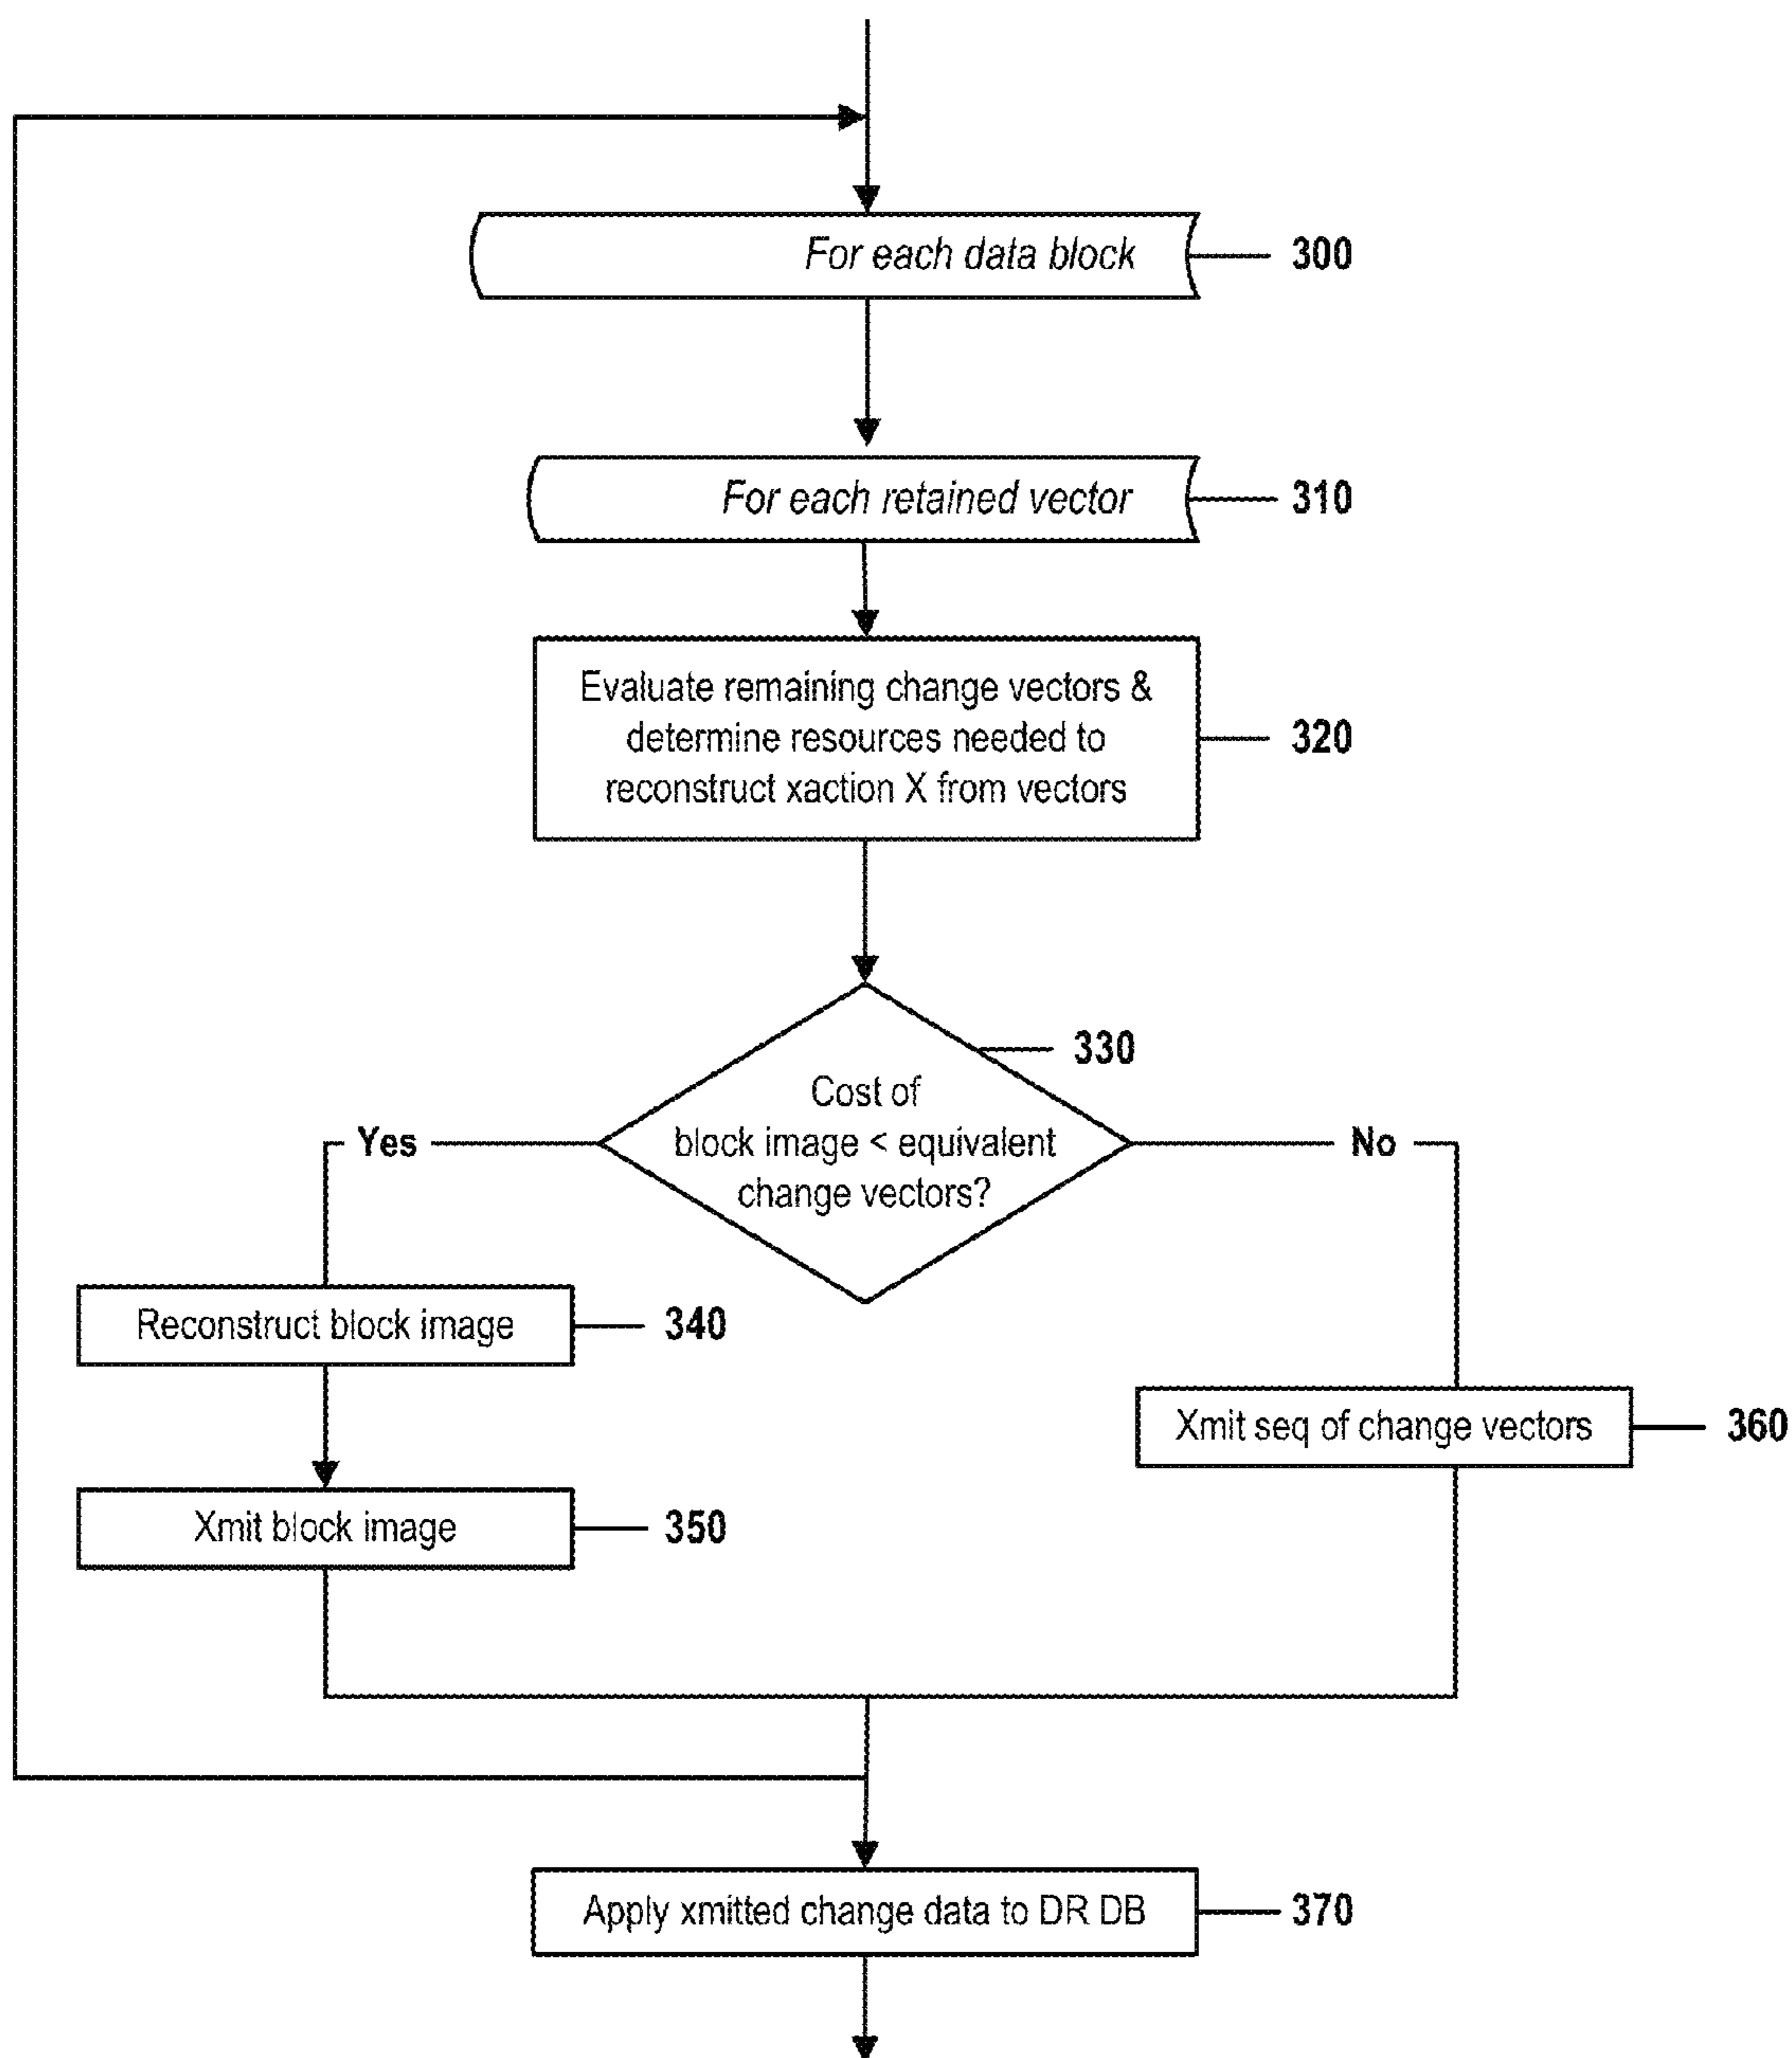 For each data block
300
For each retained vector
310
Evaluate remaining change vectors &
determine resources needed to
reconstruct xaction X from vectors
320
330
Cost of
block image < equivalent
change vectors?
Yes
No
Reconstruct block image
340
Xmit seq of change vectors
360
Xmit block image
350
Apply xmitted change data to DR DB
370